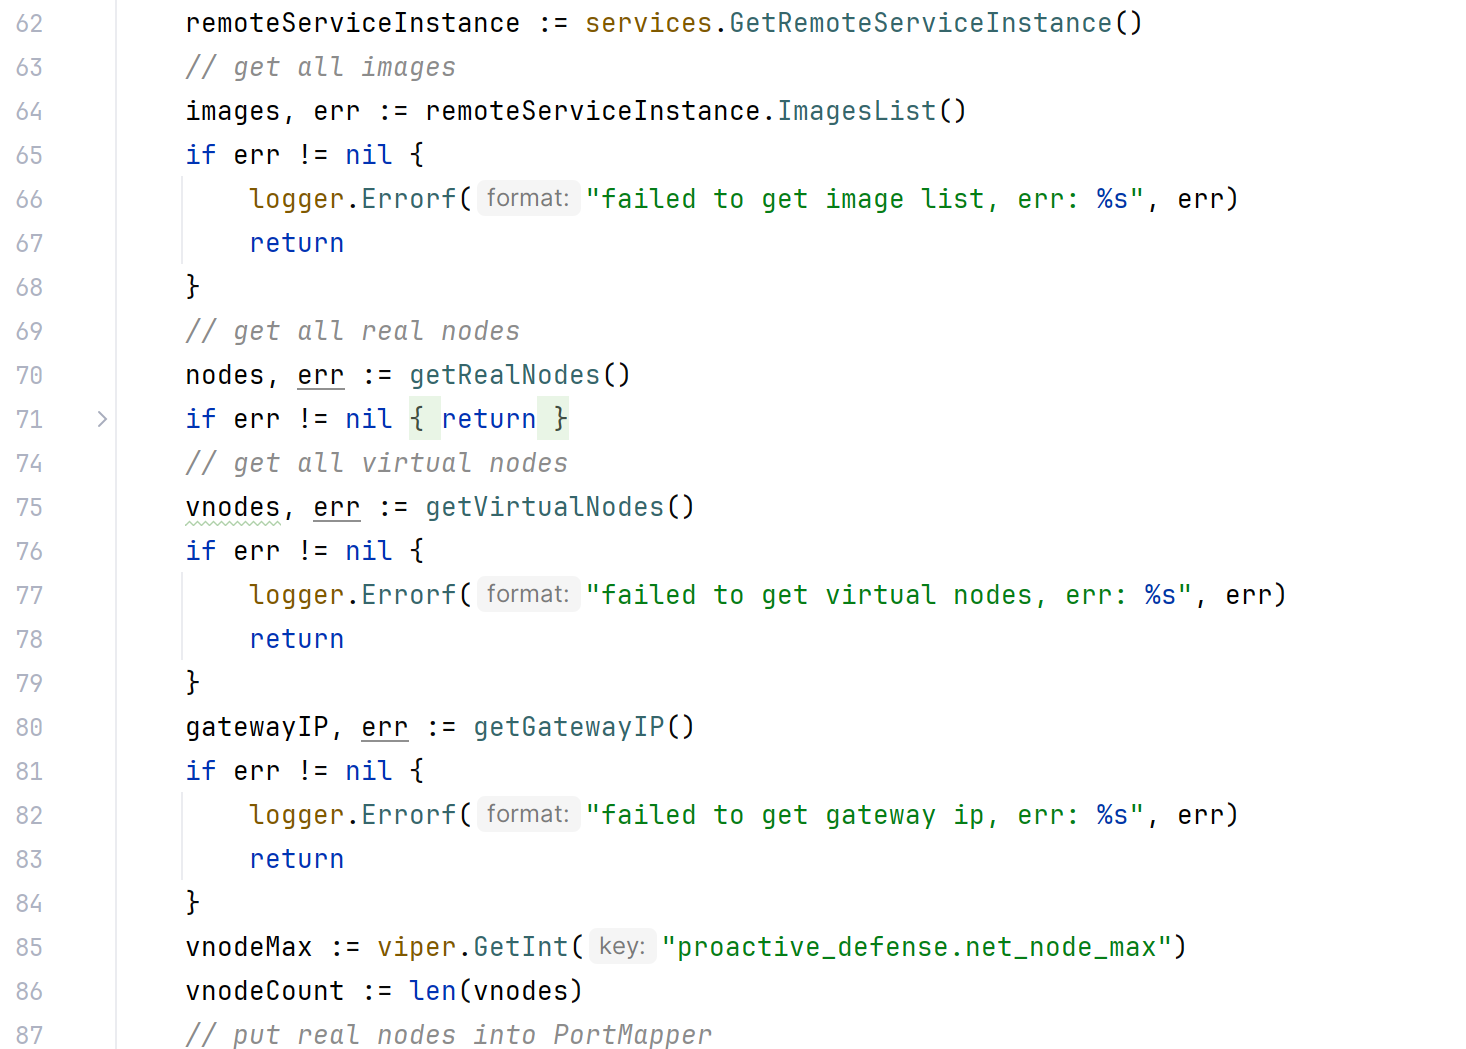 62 remoteServiceInstance := services.GetRemoteServiceInstance()
63 // get all images
64 images, err := remoteServiceInstance.ImagesList()
65 if err != nil {
66 logger.Errorf( format: "failed to get image list, err: %s", err)
67 return
68 }
69 // get all real nodes
70 nodes, err := getRealNodes()
71 if err != nil { return }
74 // get all virtual nodes
75 vnodes, err := getVirtualNodes()
76 if err != nil {
77 logger.Errorf( format: "failed to get virtual nodes, err: %s", err)
78 return
79 }
80 gatewayIP, err := getGatewayIP()
81 if err != nil {
82 logger.Errorf( format: "failed to get gateway ip, err: %s", err)
83 return
84 }
85 vnodeMax := viper.GetInt( key: "proactive_defense.net_node_max")
86 vnodeCount := len(vnodes)
87 // put real nodes into PortMapper